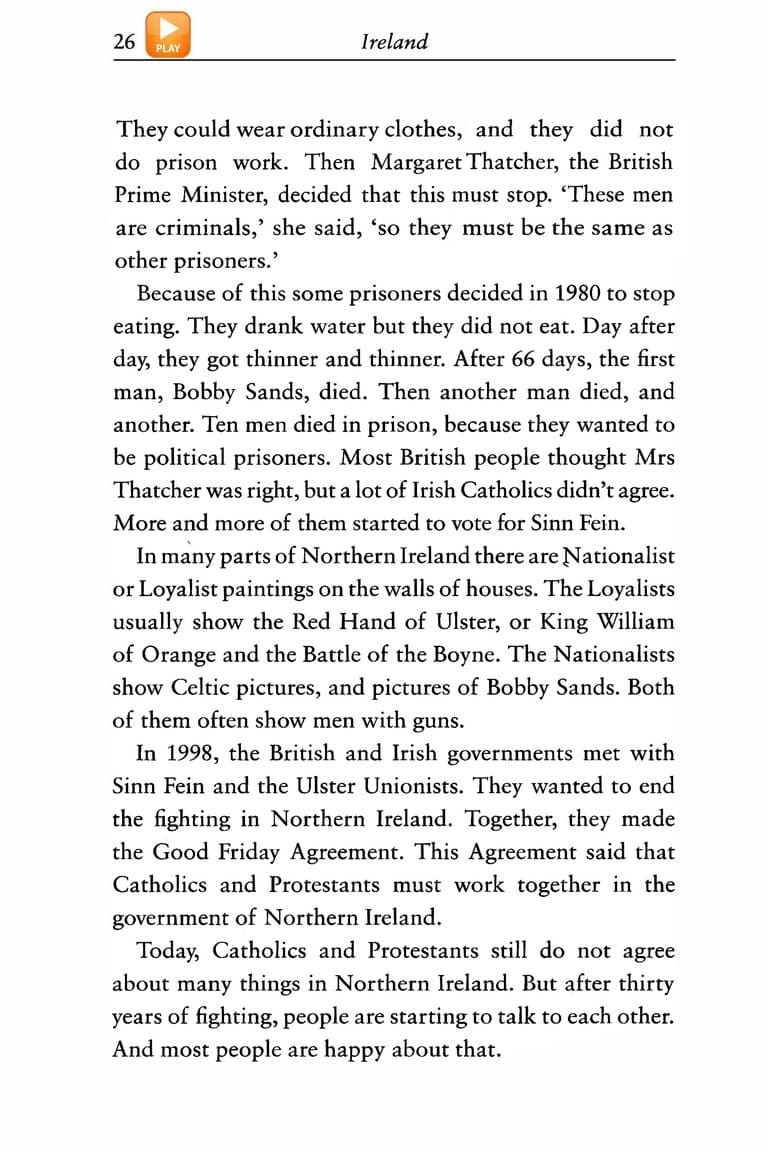 26 PLAY Ireland
They could wear ordinary clothes, and they did not
do prison work. Then Margaret Thatcher, the British
Prime Minister, decided that this must stop. ‘These men
are criminals,’ she said, ‘so they must be the same as
other prisoners.’
Because of this some prisoners decided in 1980 to stop
eating. They drank water but they did not eat. Day after
day, they got thinner and thinner. After 66 days, the first
man, Bobby Sands, died. Then another man died, and
another. Ten men died in prison, because they wanted to
be political prisoners. Most British people thought Mrs
Thatcher was right, but a lot of Irish Catholics didn’t agree.
More and more of them started to vote for Sinn Fein.
In many parts of Northern Ireland there are Nationalist
or Loyalist paintings on the walls of houses. The Loyalists
usually show the Red Hand of Ulster, or King William
of Orange and the Battle of the Boyne. The Nationalists
show Celtic pictures, and pictures of Bobby Sands. Both
of them often show men with guns.
In 1998, the British and Irish governments met with
Sinn Fein and the Ulster Unionists. They wanted to end
the fighting in Northern Ireland. Together, they made
the Good Friday Agreement. This Agreement said that
Catholics and Protestants must work together in the
government of Northern Ireland.
Today, Catholics and Protestants still do not agree
about many things in Northern Ireland. But after thirty
years of fighting, people are starting to talk to each other.
And most people are happy about that.